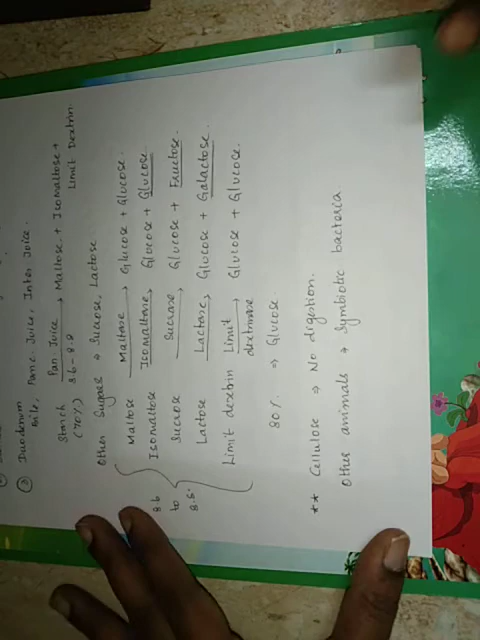 ③ Duodenum
Bile, Panc. Juice, Inter Juice.
Starch Pan. Juice → Maltose + Isomaltose +
(70%) 8.6-8.8 Limit Dextrin
Other Sugars ⇒ Sucrose, Lactose
Maltose Maltase → Glucose + Glucose.
Isomaltose Isomaltase → Glucose + Glucose
Sucrose Sucrase → Glucose + Fructose.
Lactose Lactase → Glucose + Galactose.
Limit dextrin Limit dextrinase → Glucose + Glucose.
8.6 to 8.8.
80% ⇒ Glucose.
** Cellulose ⇒ No digestion.
Other animals → Symbiotic bacteria.